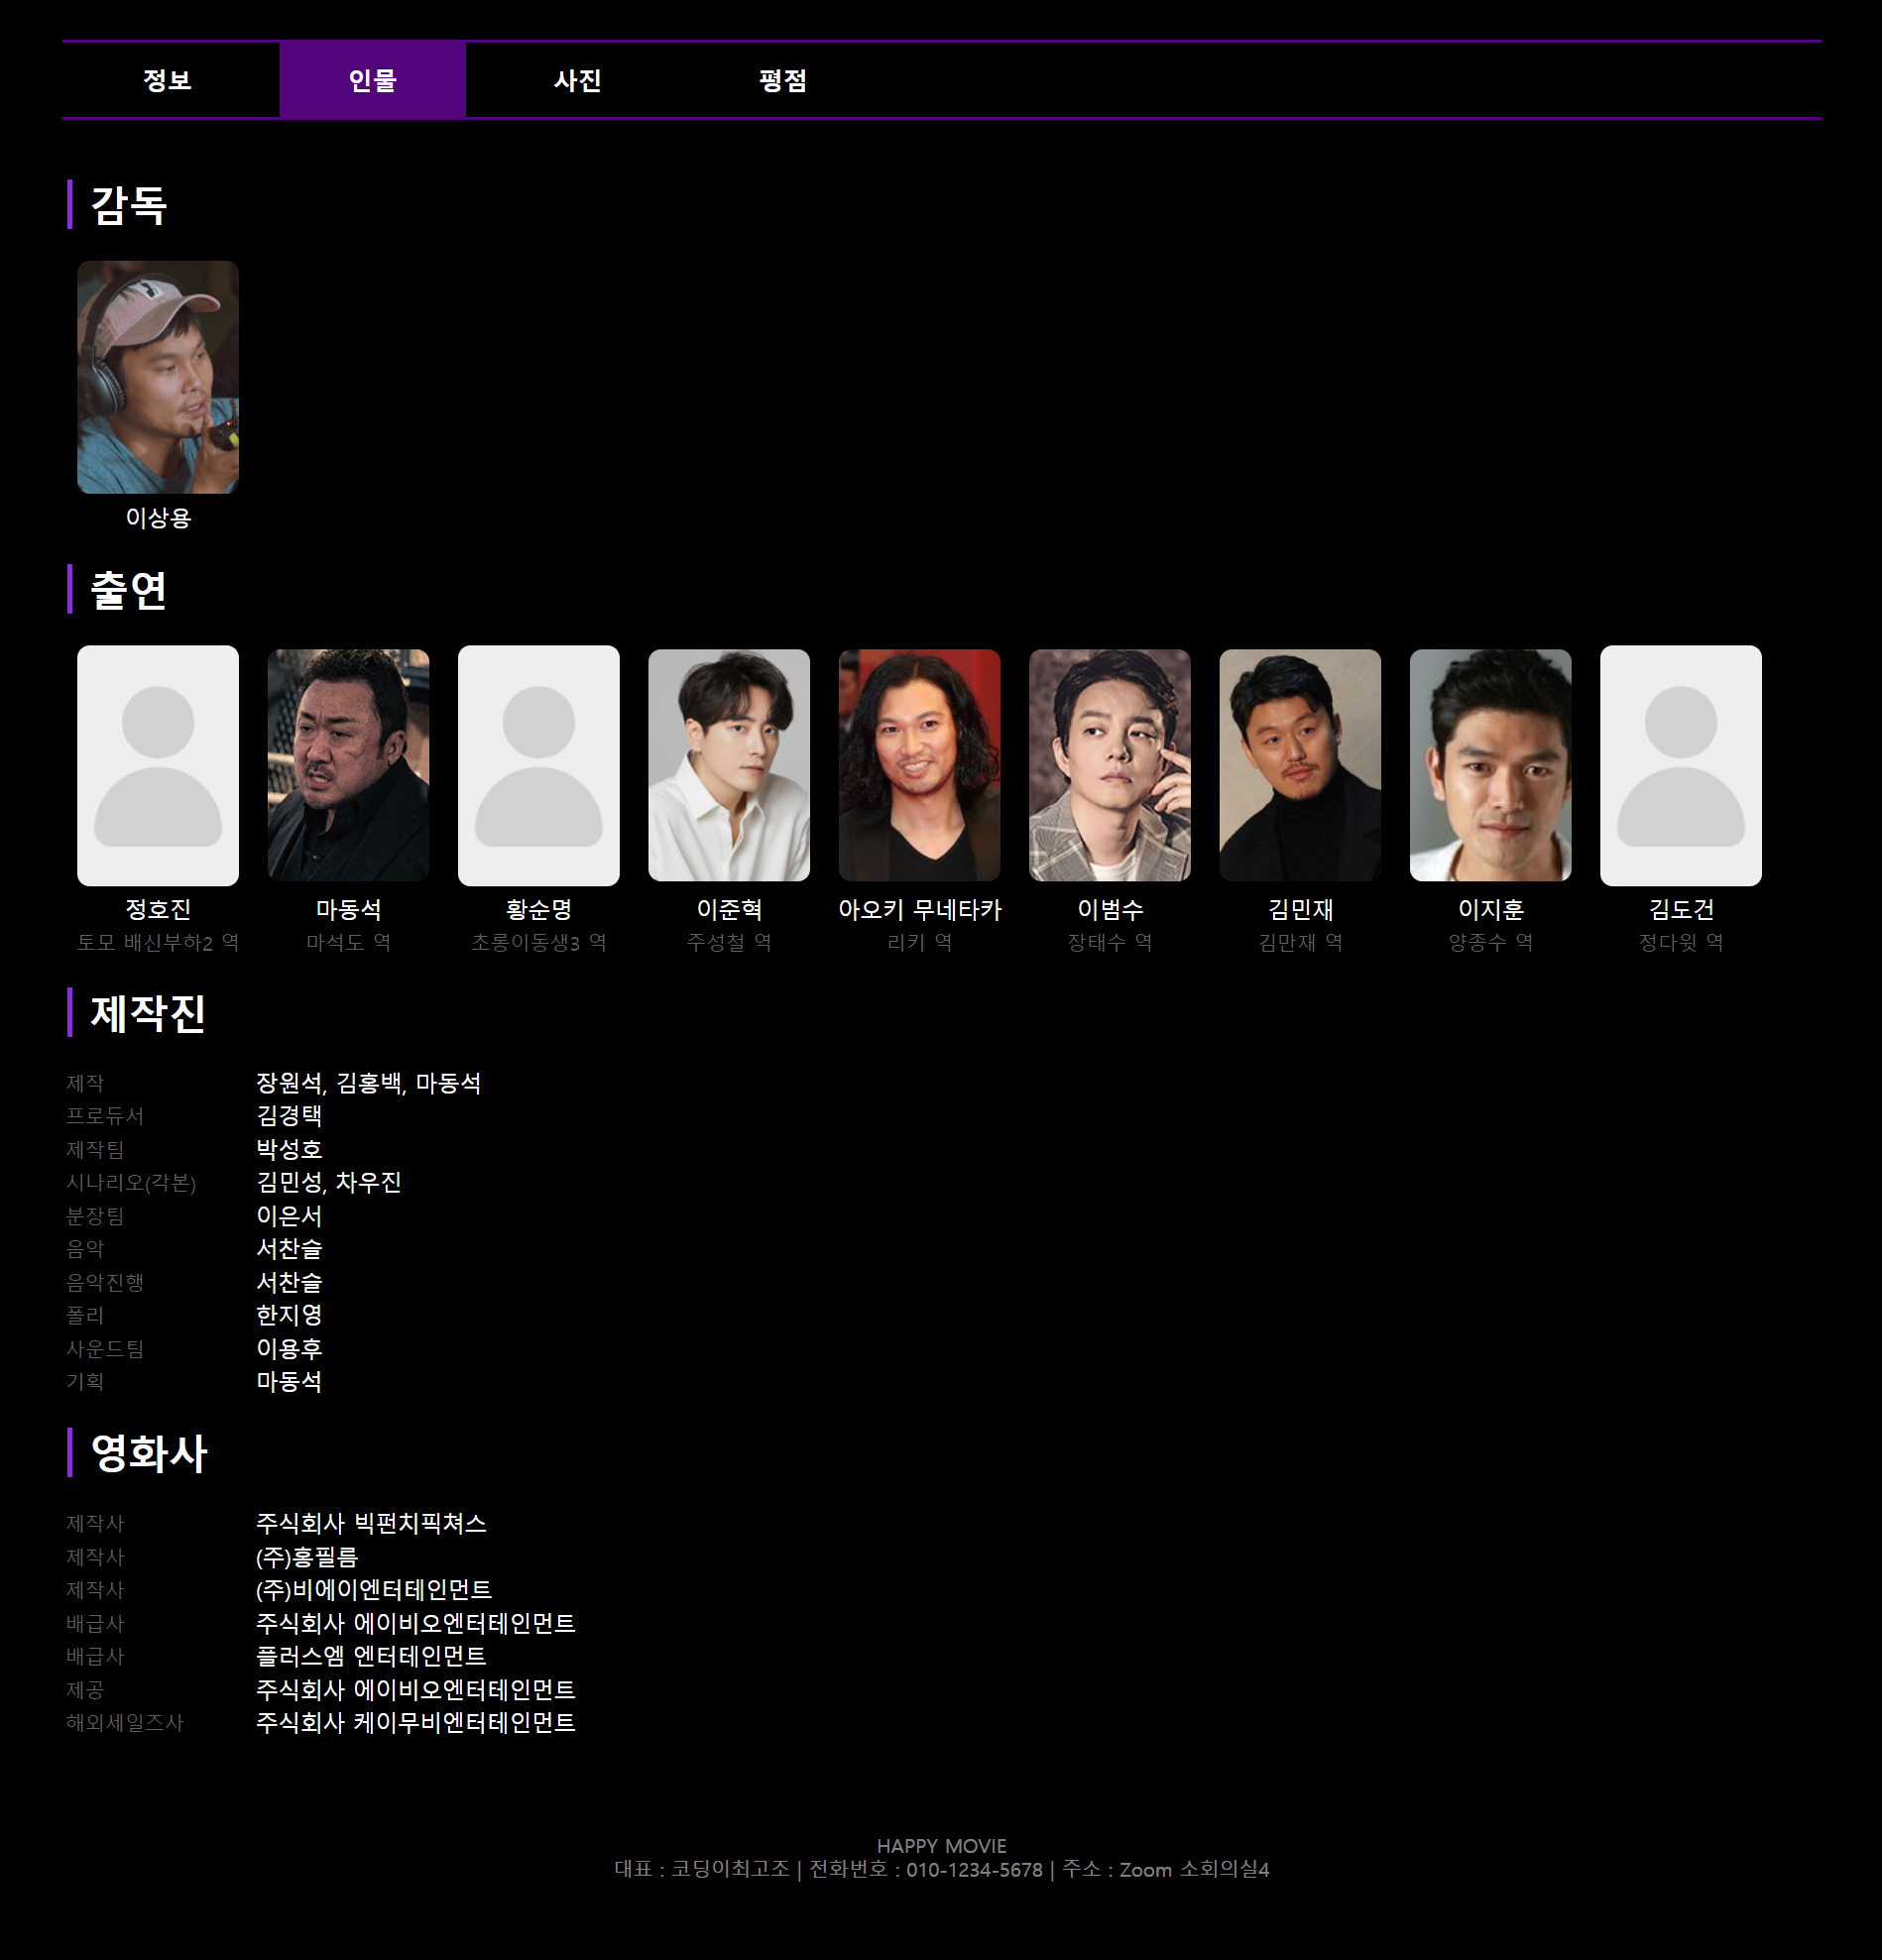 정보 인물 사진 평점
감독
이상용
출연
정호진 마동석 황순명 이준혁 아오키 무네타카 이범수 김민재 이지훈 김도건
토모 배신부하2 역 마석도 역 초롱이동생3 역 주성철 역 리키 역 장태수 역 김만재 역 양종수 역 정다윗 역
제작진
제작 장원석, 김홍백, 마동석
프로듀서 김경택
제작팀 박성호
시나리오(각본) 김민성, 차우진
분장팀 이은서
음악 서찬슬
음악진행 서찬슬
폴리 한지영
사운드팀 이용후
기획 마동석
영화사
제작사 주식회사 빅펀치픽쳐스
제작사 (주)홍필름
제작사 (주)비에이엔터테인먼트
배급사 주식회사 에이비오엔터테인먼트
배급사 플러스엠 엔터테인먼트
제공 주식회사 에이비오엔터테인먼트
해외세일즈사 주식회사 케이무비엔터테인먼트
HAPPY MOVIE
대표 : 코딩이최고조 | 전화번호 : 010-1234-5678 | 주소 : Zoom 소회의실4